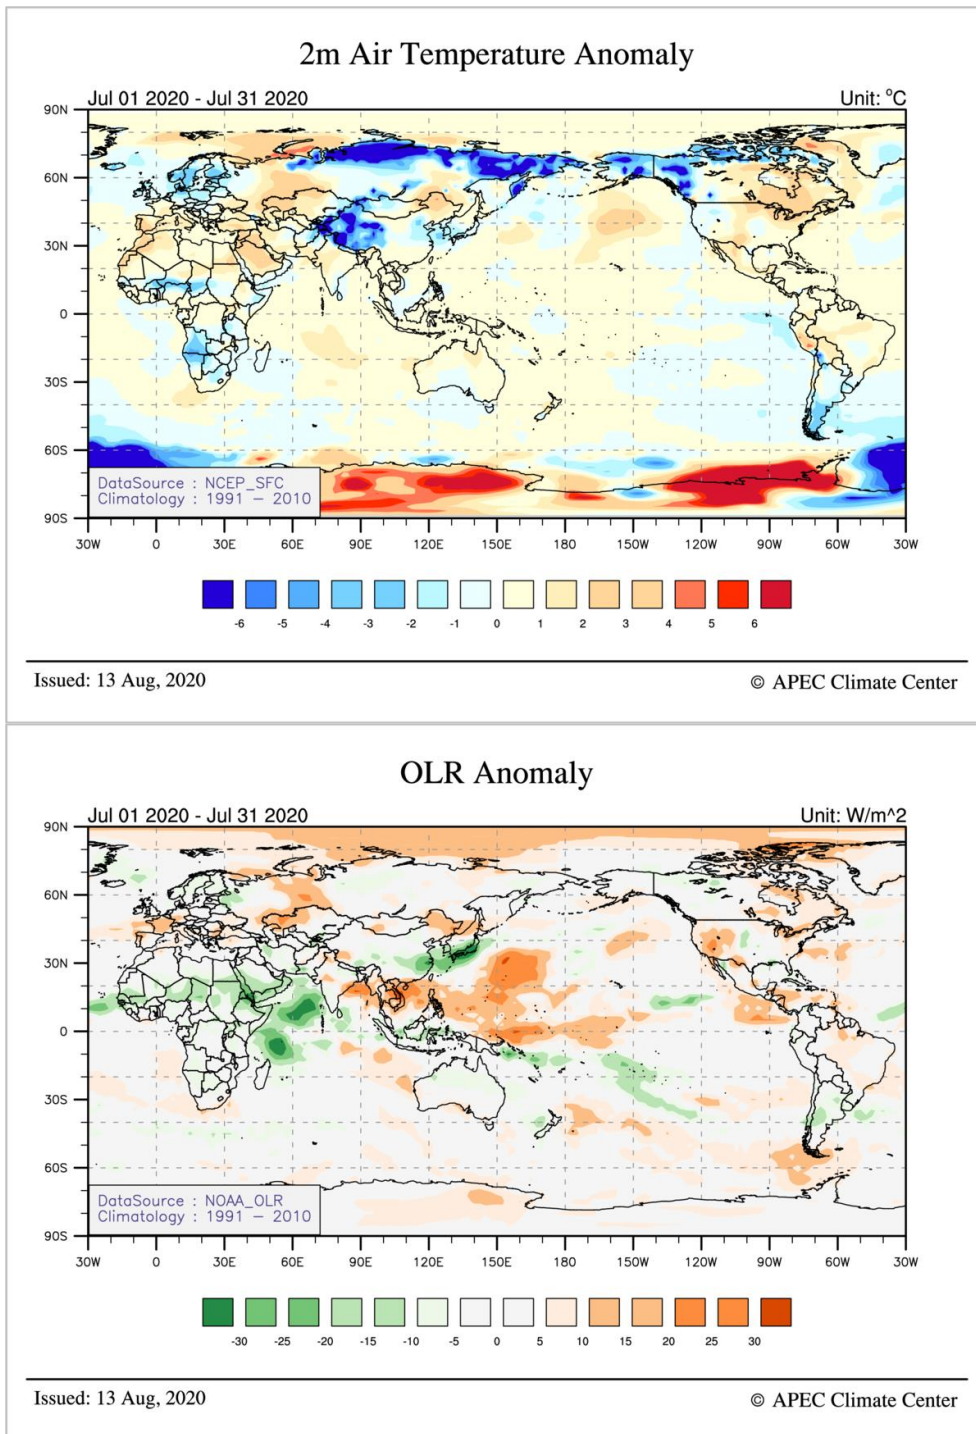 2m Air Temperature Anomaly
Jul 01 2020 - Jul 31 2020 Unit: °C
90N
60N
30N
0
30S
60S
90S
DataSource : NCEP_SFC
Climatology : 1991 – 2010
30W 0 30E 60E 90E 120E 150E 180 150W 120W 90W 60W 30W
-6 -5 -4 -3 -2 -1 0 1 2 3 4 5 6
Issued: 13 Aug, 2020 © APEC Climate Center
OLR Anomaly
Jul 01 2020 - Jul 31 2020 Unit: W/m^2
90N
60N
30N
0
30S
60S
90S
DataSource : NOAA_OLR
Climatology : 1991 – 2010
30W 0 30E 60E 90E 120E 150E 180 150W 120W 90W 60W 30W
-30 -25 -20 -15 -10 -5 0 5 10 15 20 25 30
Issued: 13 Aug, 2020 © APEC Climate Center